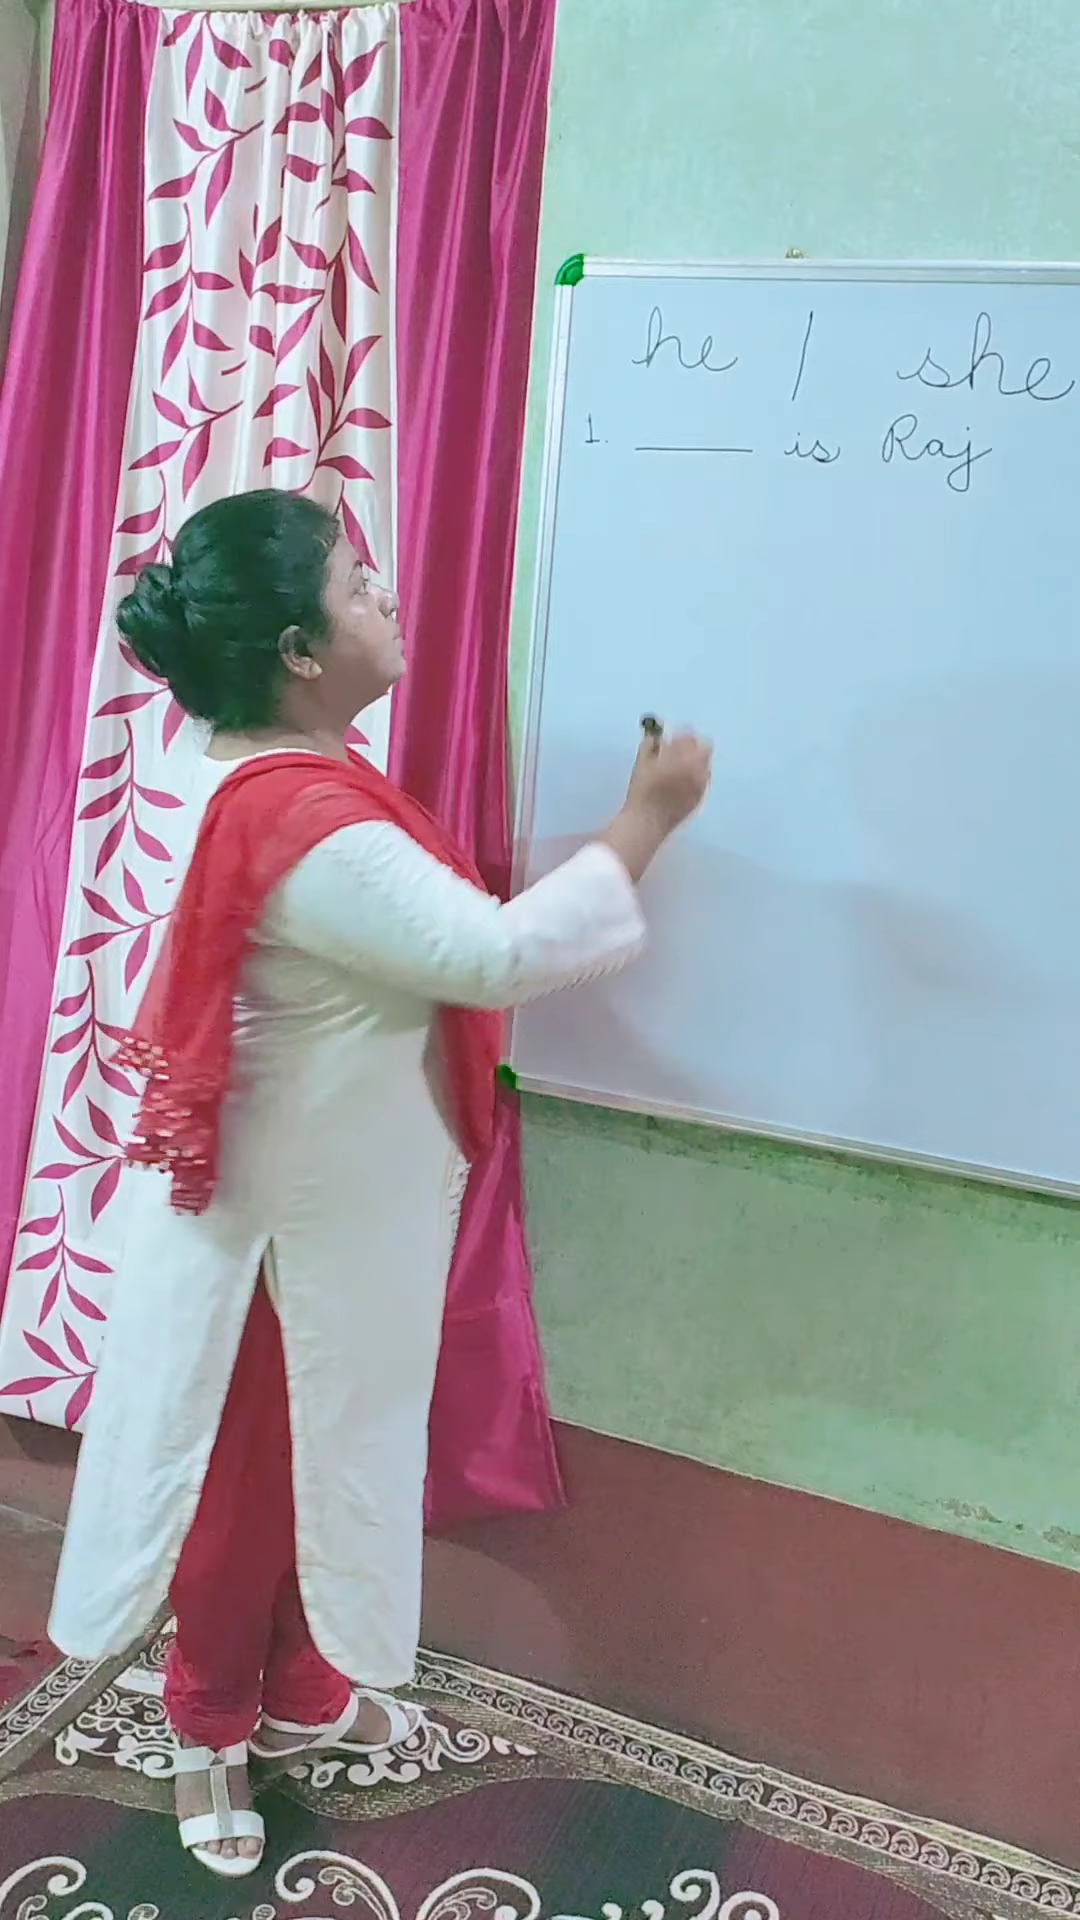 he / she
1. ____ is Raj